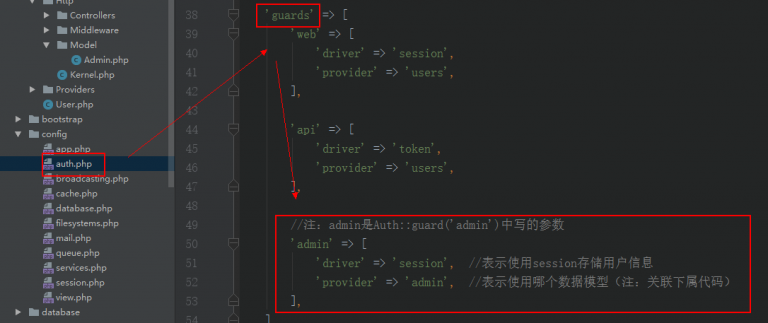 Http
Controllers
Middleware
Model
Admin.php
Kernel.php
Providers
User.php
bootstrap
config
app.php
auth.php
broadcasting.php
cache.php
database.php
filesystems.php
mail.php
queue.php
services.php
session.php
view.php
database
38 'guards' => [
39 'web' => [
40 'driver' => 'session',
41 'provider' => 'users',
42 ],
43
44 'api' => [
45 'driver' => 'token',
46 'provider' => 'users',
47 ],
48
49 //注：admin是Auth::guard('admin')中写的参数
50 'admin' => [
51 'driver' => 'session', //表示使用session存储用户信息
52 'provider' => 'admin', //表示使用哪个数据模型（注：关联下属代码）
53 ],
54 ]